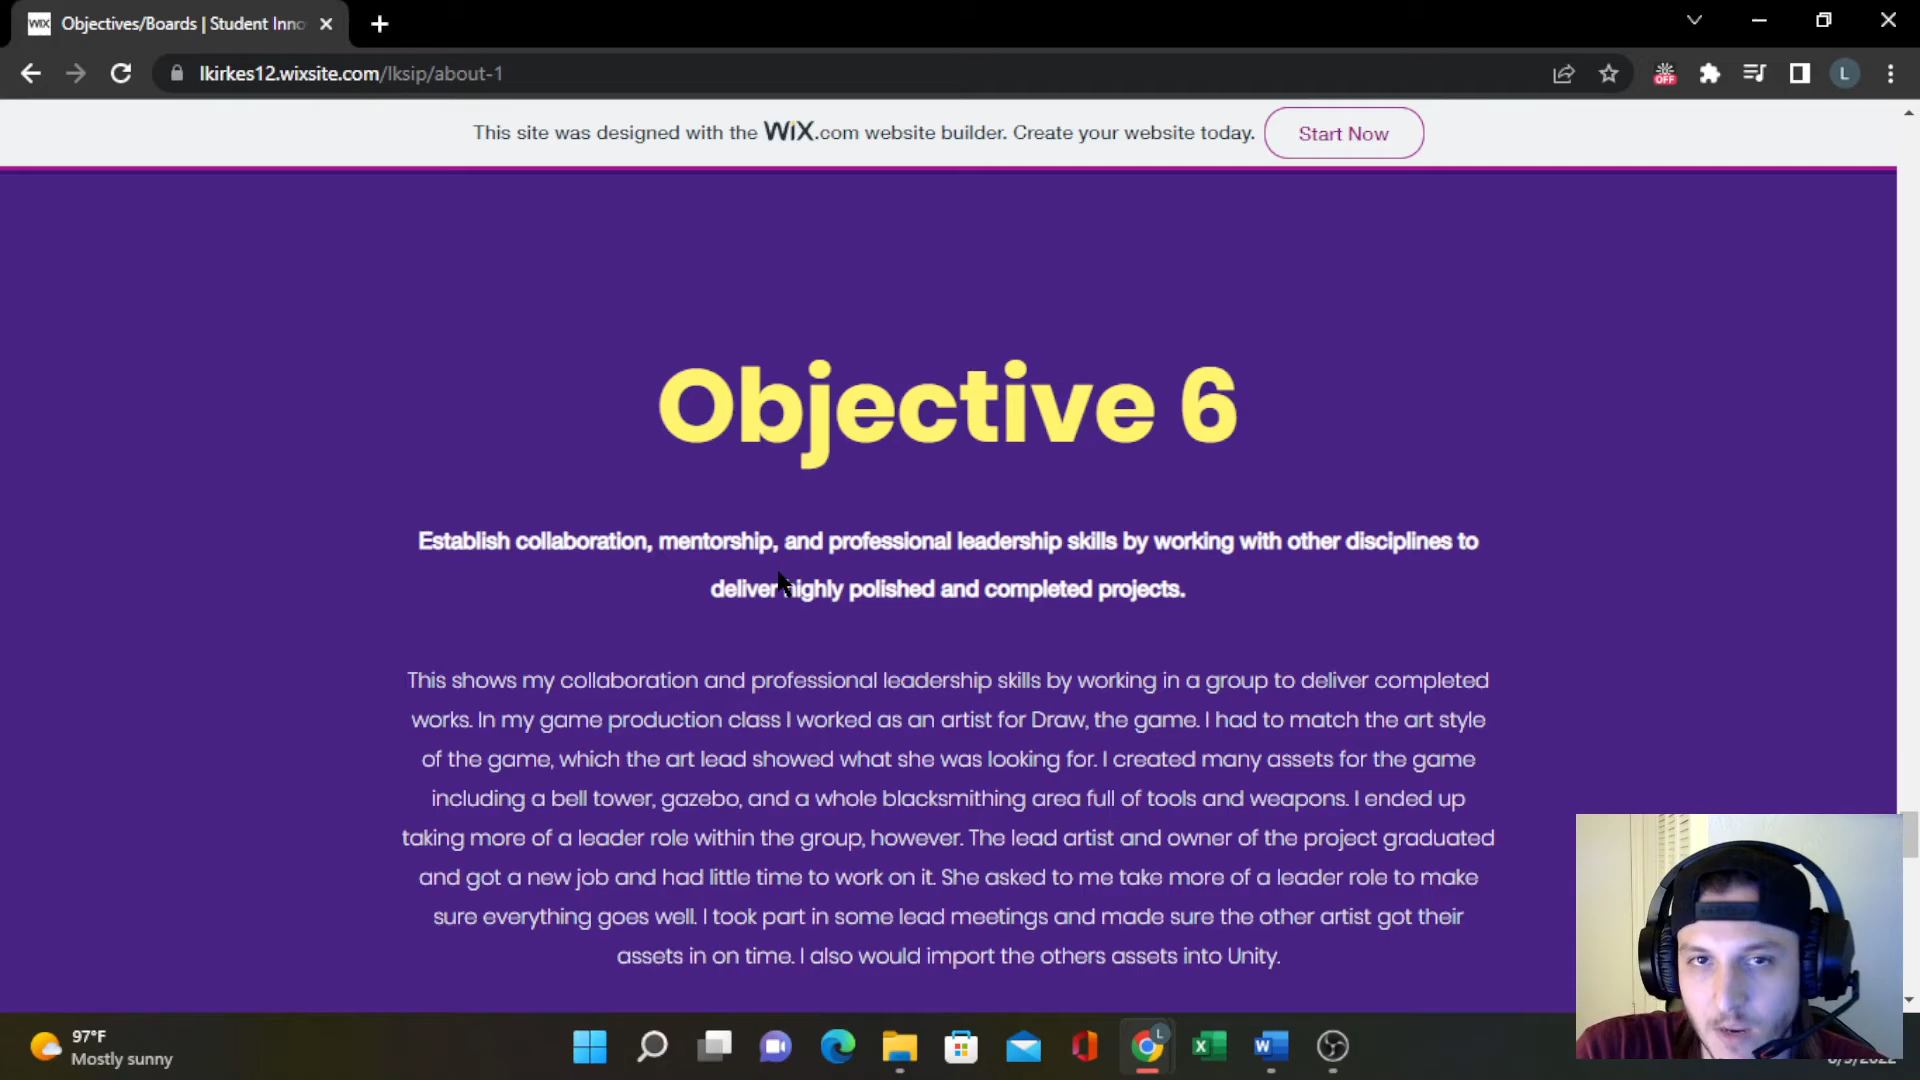 WIX Objectives/Boards | Student Inno
lkirkes12.wixsite.com/lksip/about-1
OFF
L
This site was designed with the WiX.com website builder. Create your website today.
Start Now
Objective 6
Establish collaboration, mentorship, and professional leadership skills by working with other disciplines to
deliver highly polished and completed projects.
This shows my collaboration and professional leadership skills by working in a group to deliver completed
works. In my game production class I worked as an artist for Draw, the game. I had to match the art style
of the game, which the art lead showed what she was looking for. I created many assets for the game
including a bell tower, gazebo, and a whole blacksmithing area full of tools and weapons. I ended up
taking more of a leader role within the group, however. The lead artist and owner of the project graduated
and got a new job and had little time to work on it. She asked to me take more of a leader role to make
sure everything goes well. I took part in some lead meetings and made sure the other artist got their
assets in on time. I also would import the others assets into Unity.
97°F
Mostly sunny
L
X
W